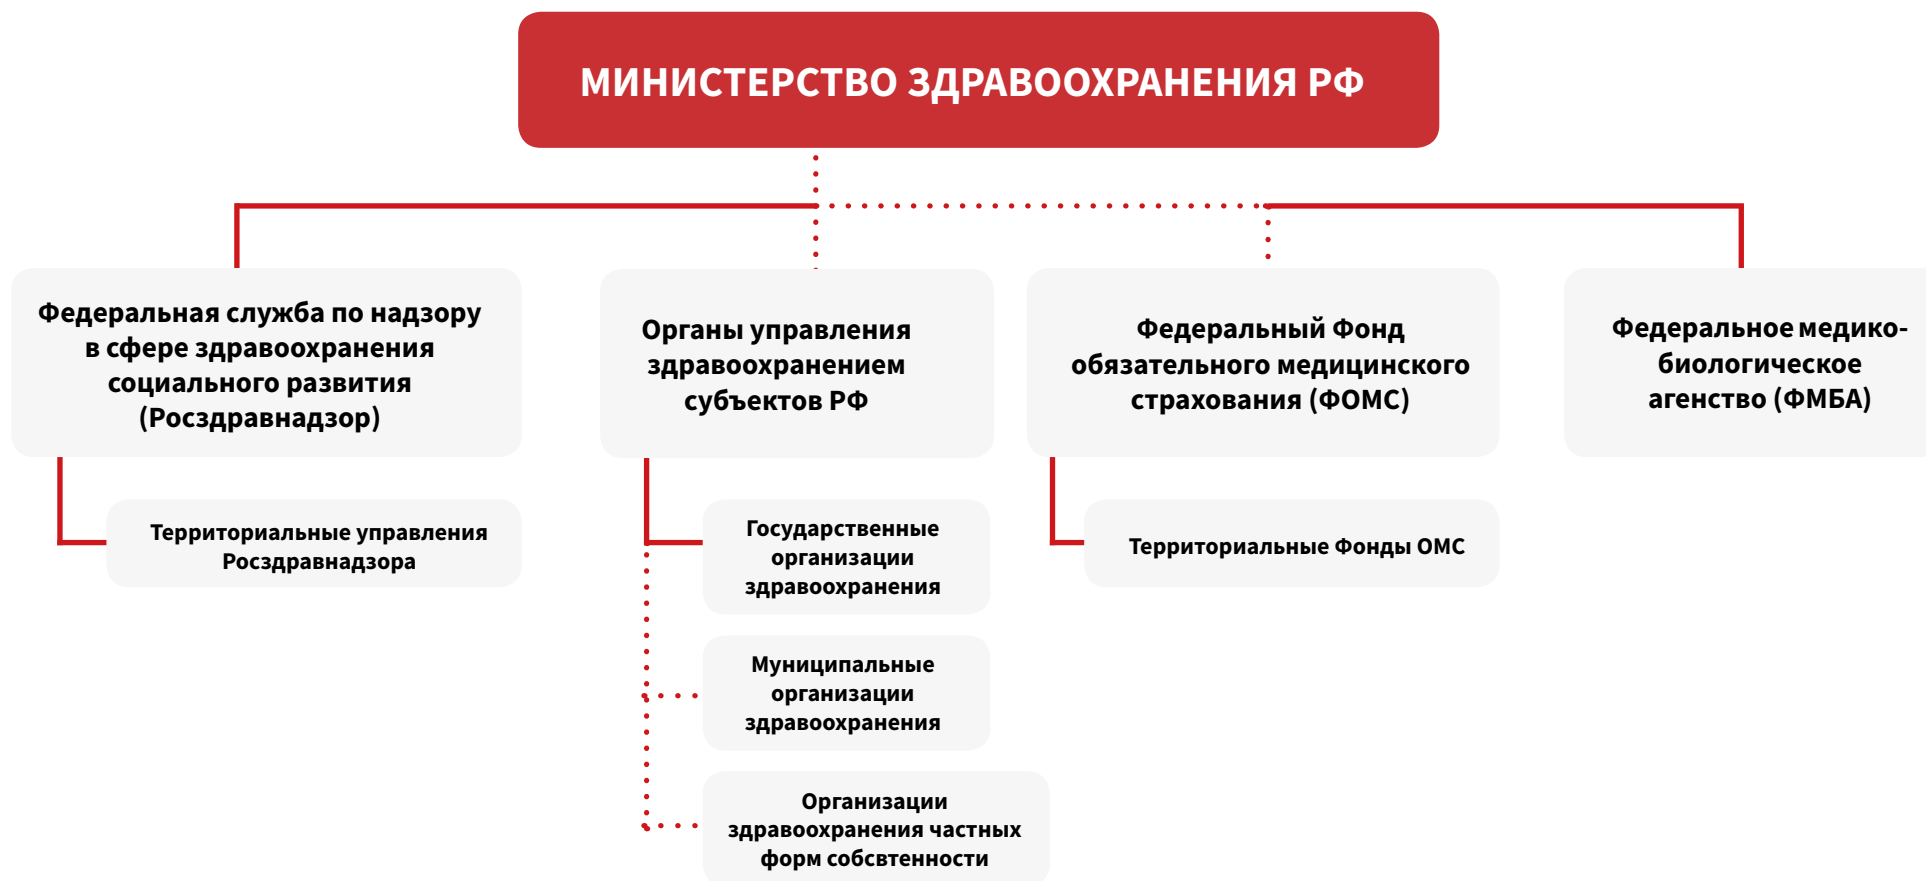 МИНИСТЕРСТВО ЗДРАВООХРАНЕНИЯ РФ
Федеральная служба по надзору
в сфере здравоохранения
социального развития
(Росздравнадзор)
Органы управления
здравоохранением
субъектов РФ
Федеральный Фонд
обязательного медицинского
страхования (ФОМС)
Федеральное медико-
биологическое
агенство (ФМБА)
Территориальные управления
Росздравнадзора
Государственные
организации
здравоохранения
Территориальные Фонды ОМС
Муниципальные
организации
здравоохранения
Организации
здравоохранения частных
форм собсвтенности